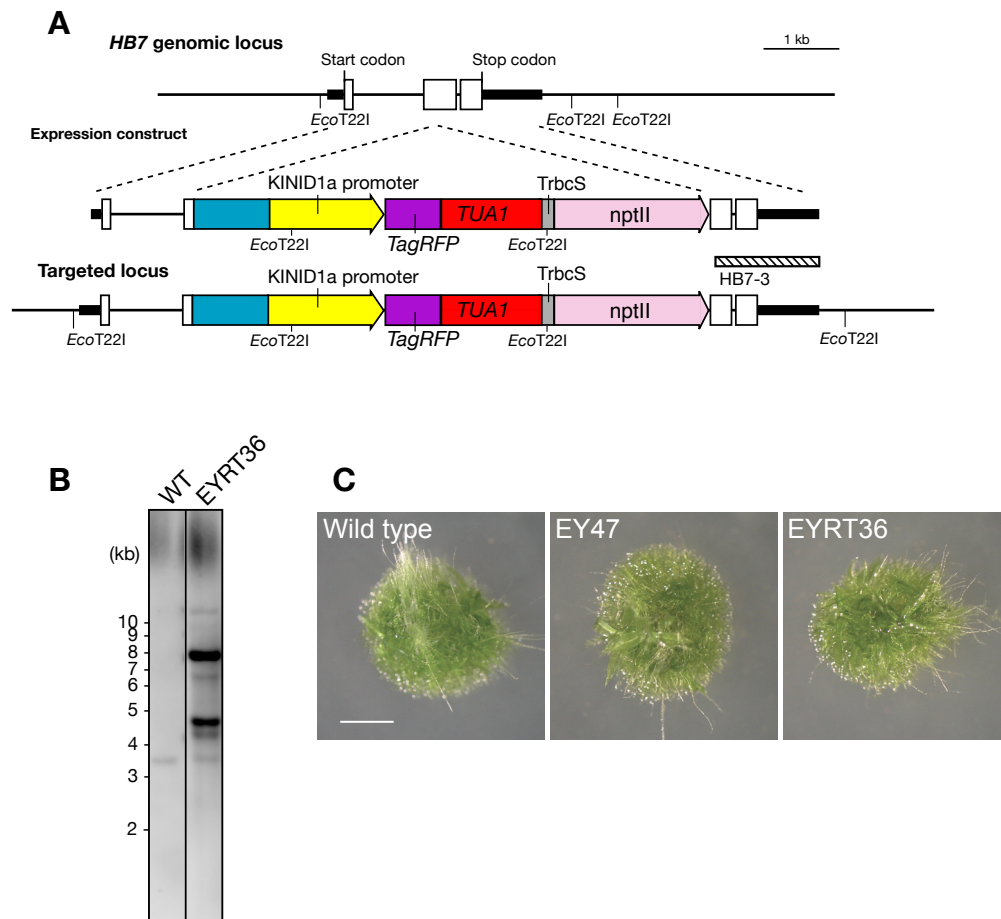 A
HB7 genomic locus
1 kb
Start codon
Stop codon
EcoT22I
EcoT22I
EcoT22I
Expression construct
KINID1a promoter
TrbcS
TUA1
nptII
EcoT22I
TagRFP
EcoT22I
Targeted locus
KINID1a promoter
TrbcS
HB7-3
TUA1
nptII
EcoT22I
EcoT22I
TagRFP
EcoT22I
EcoT22I
B
WT
EYRT36
(kb)
10
9
8
7
6
5
4
3
2
C
Wild type
EY47
EYRT36